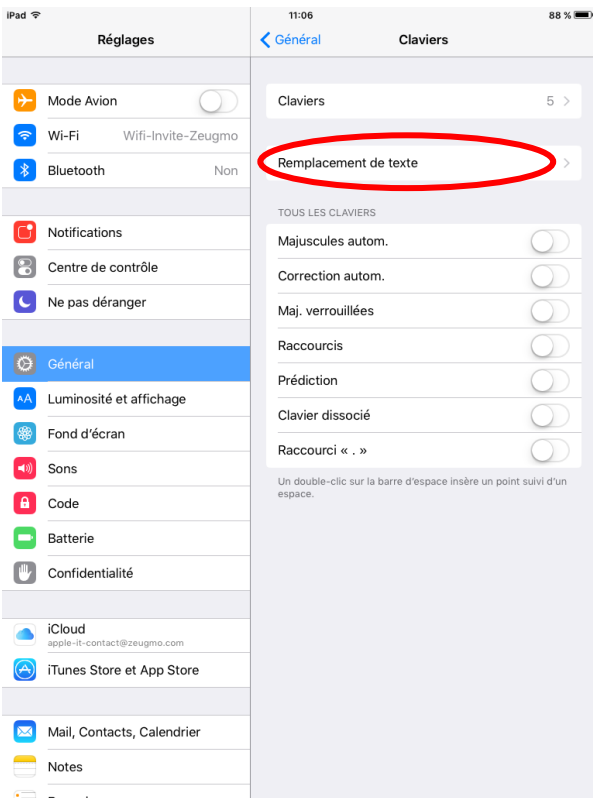 iPad 11:06 88 %
Réglages
Général Claviers
Mode Avion
Wi-Fi Wifi-Invite-Zeugmo
Bluetooth Non
Notifications
Centre de contrôle
Ne pas déranger
Général
AA Luminosité et affichage
Fond d'écran
Sons
Code
Batterie
Confidentialité
iCloud
apple-it-contact@zeugmo.com
iTunes Store et App Store
Mail, Contacts, Calendrier
Notes
Claviers 5
Remplacement de texte
TOUS LES CLAVIERS
Majuscules autom.
Correction autom.
Maj. verrouillées
Raccourcis
Prédiction
Clavier dissocié
Raccourci « . »
Un double-clic sur la barre d'espace insère un point suivi d'un
espace.